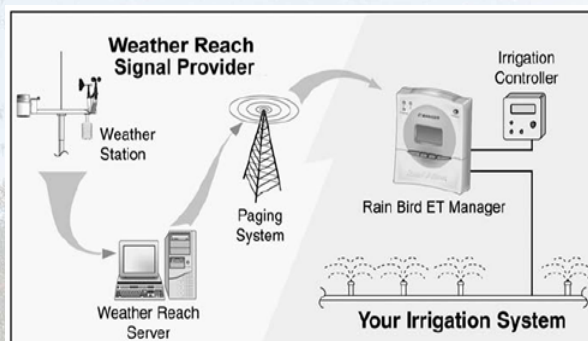 Weather Reach
Signal Provider
Weather
Station
Paging
System
Weather Reach
Server
Irrigation
Controller
Rain Bird ET Manager
Your Irrigation System